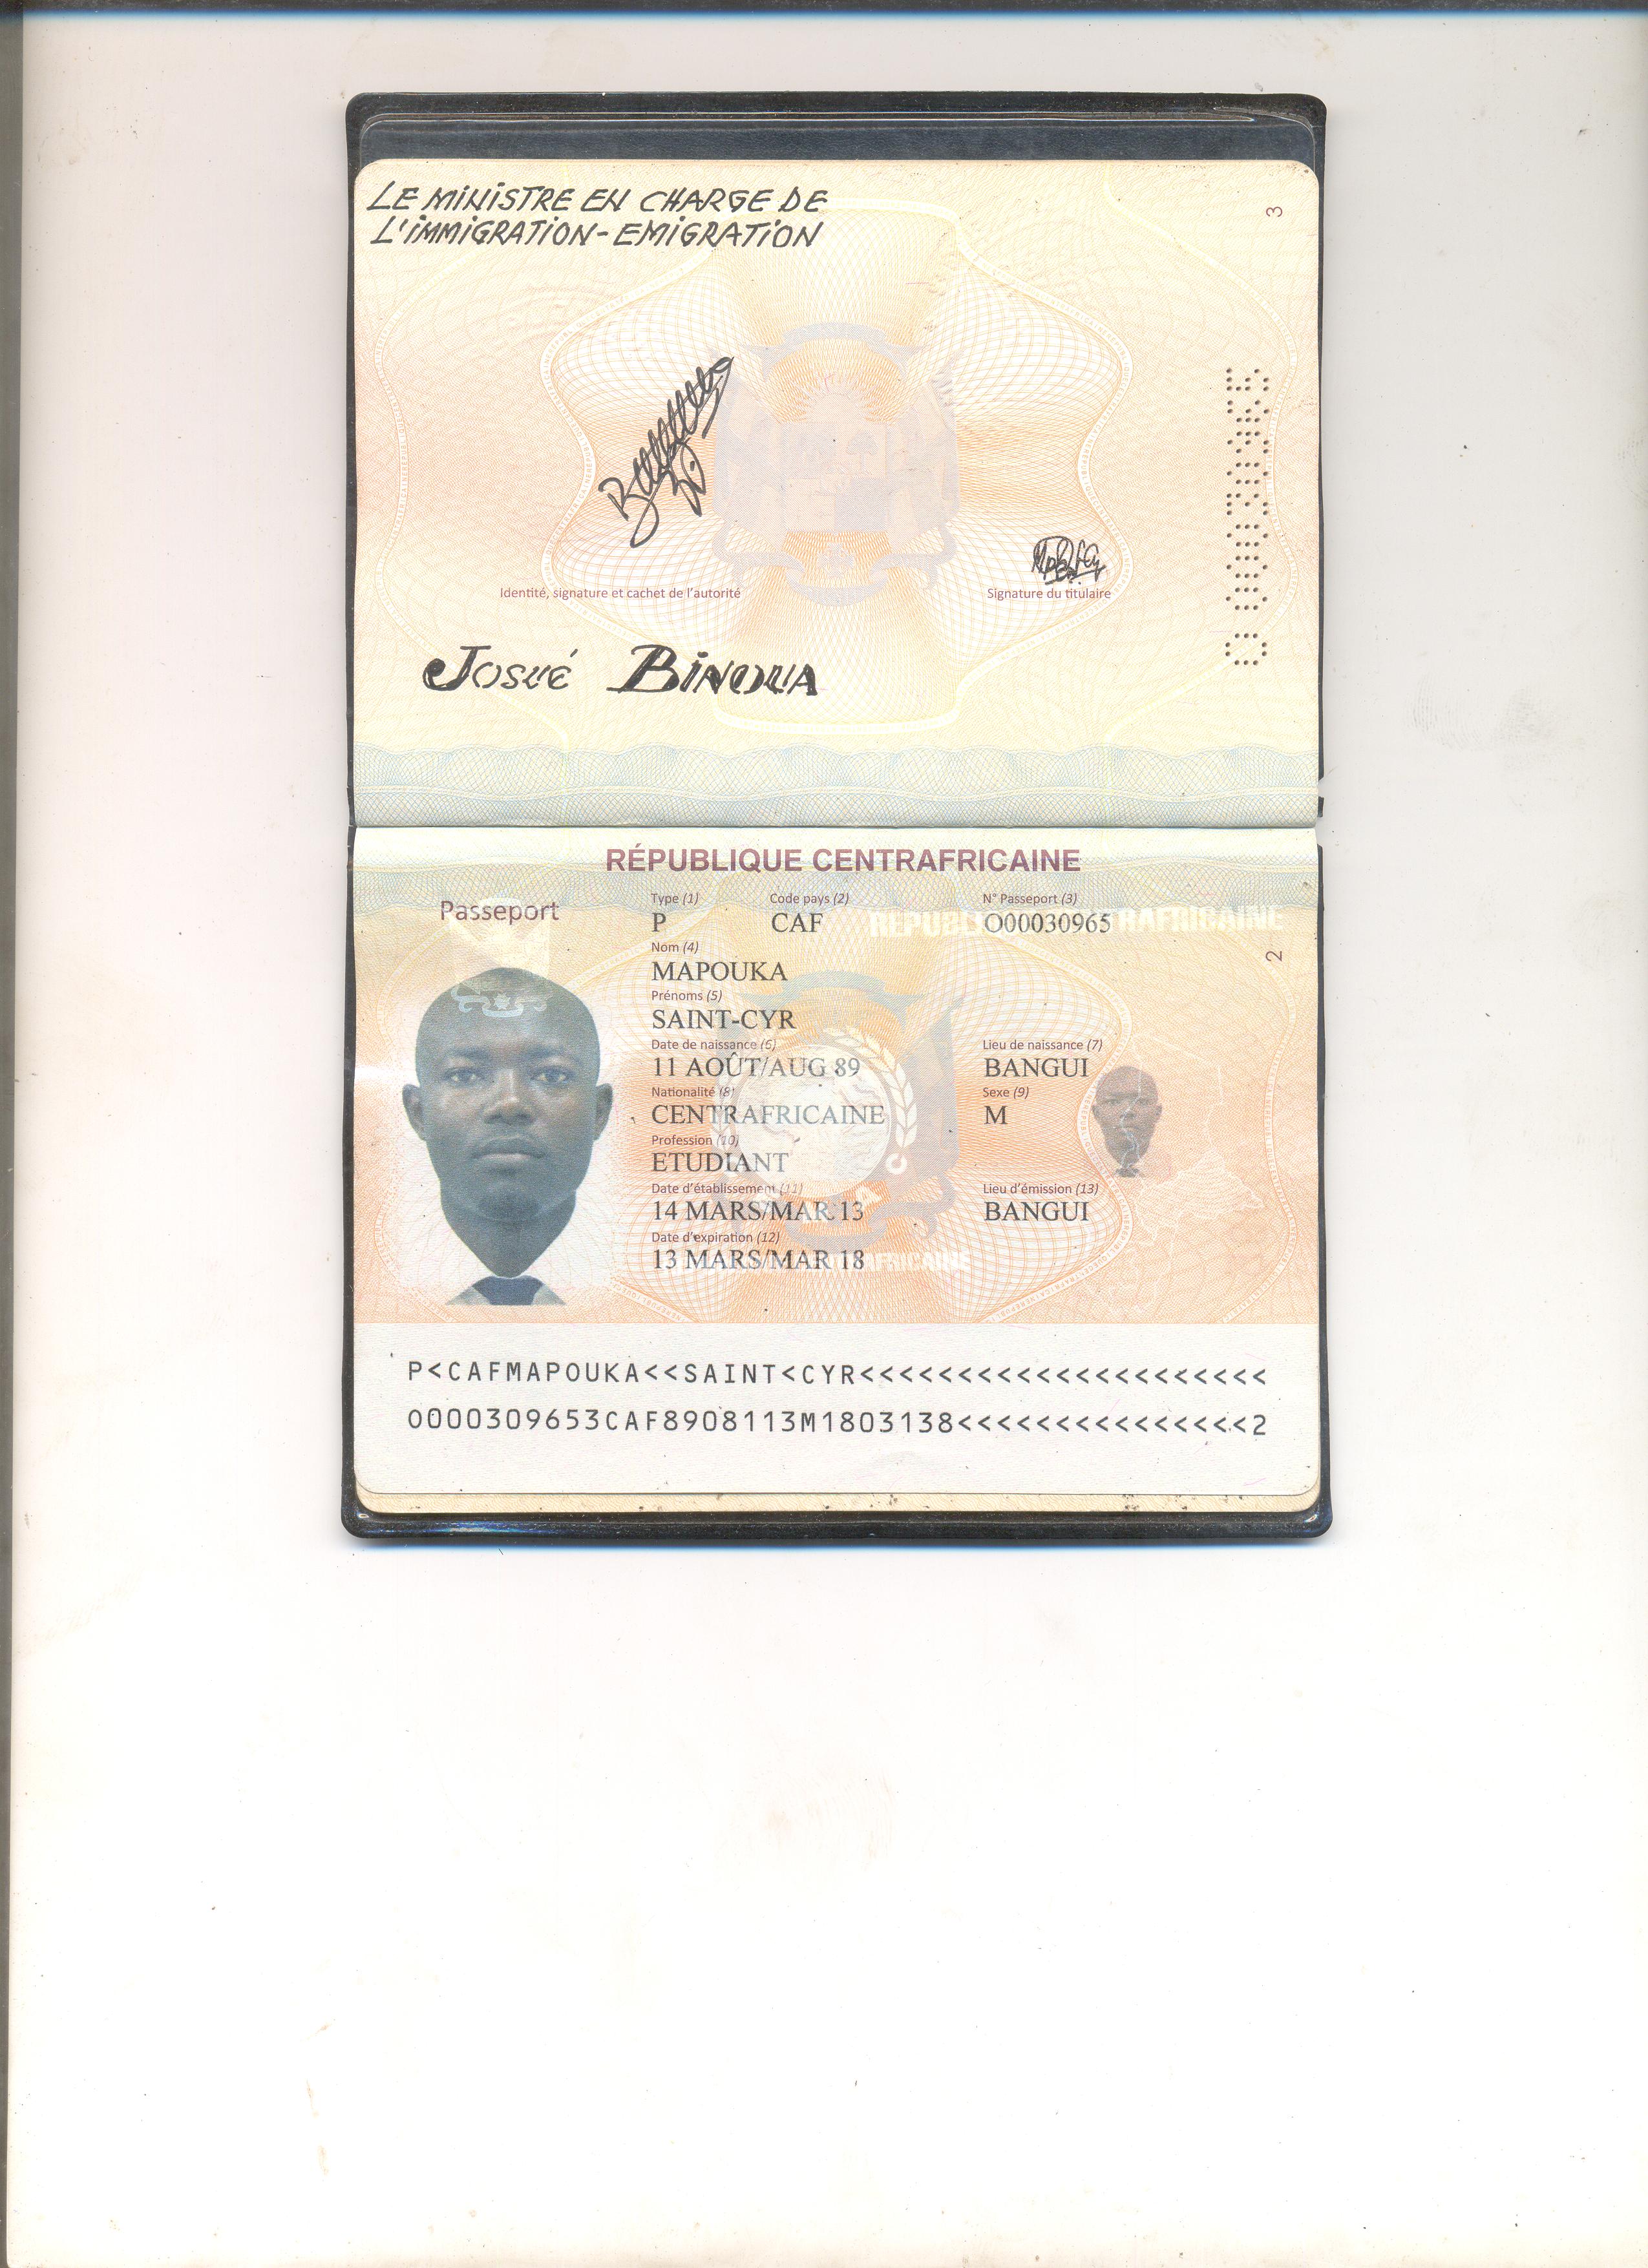 LE MINISTRE EN CHARGE DE
L'IMMIGRATION-EMIGRATION
3
Identité, signature et cachet de l'autorité
Signature du titulaire
JOSUÉ BINOUA
O00030965
RÉPUBLIQUE CENTRAFRICAINE
Passeport
Type (1) Code pays (2) N° Passeport (3)
P CAF O00030965
2
Nom (4)
MAPOUKA
Prénoms (5)
SAINT-CYR
Date de naissance (6) Lieu de naissance (7)
11 AOÛT/AUG 89 BANGUI
Nationalité (8) Sexe (9)
CENTRAFRICAINE M
Profession (10)
ETUDIANT
Date d'établissement (11) Lieu d'émission (13)
14 MARS/MAR 13 BANGUI
Date d'expiration (12)
13 MARS/MAR 18
P<CAFMAPOUKA<<SAINT<CYR<<<<<<<<<<<<<<<<<<<<<
O000309653CAF8908113M1803138<<<<<<<<<<<<<<<2